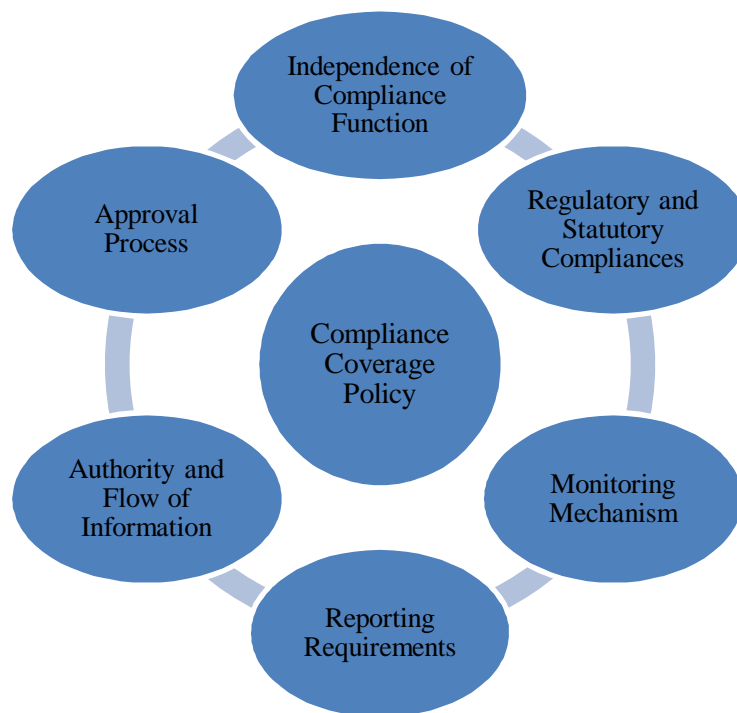 Independence of
Compliance
Function
Regulatory and
Statutory
Compliances
Monitoring
Mechanism
Reporting
Requirements
Authority and
Flow of
Information
Approval
Process
Compliance
Coverage
Policy